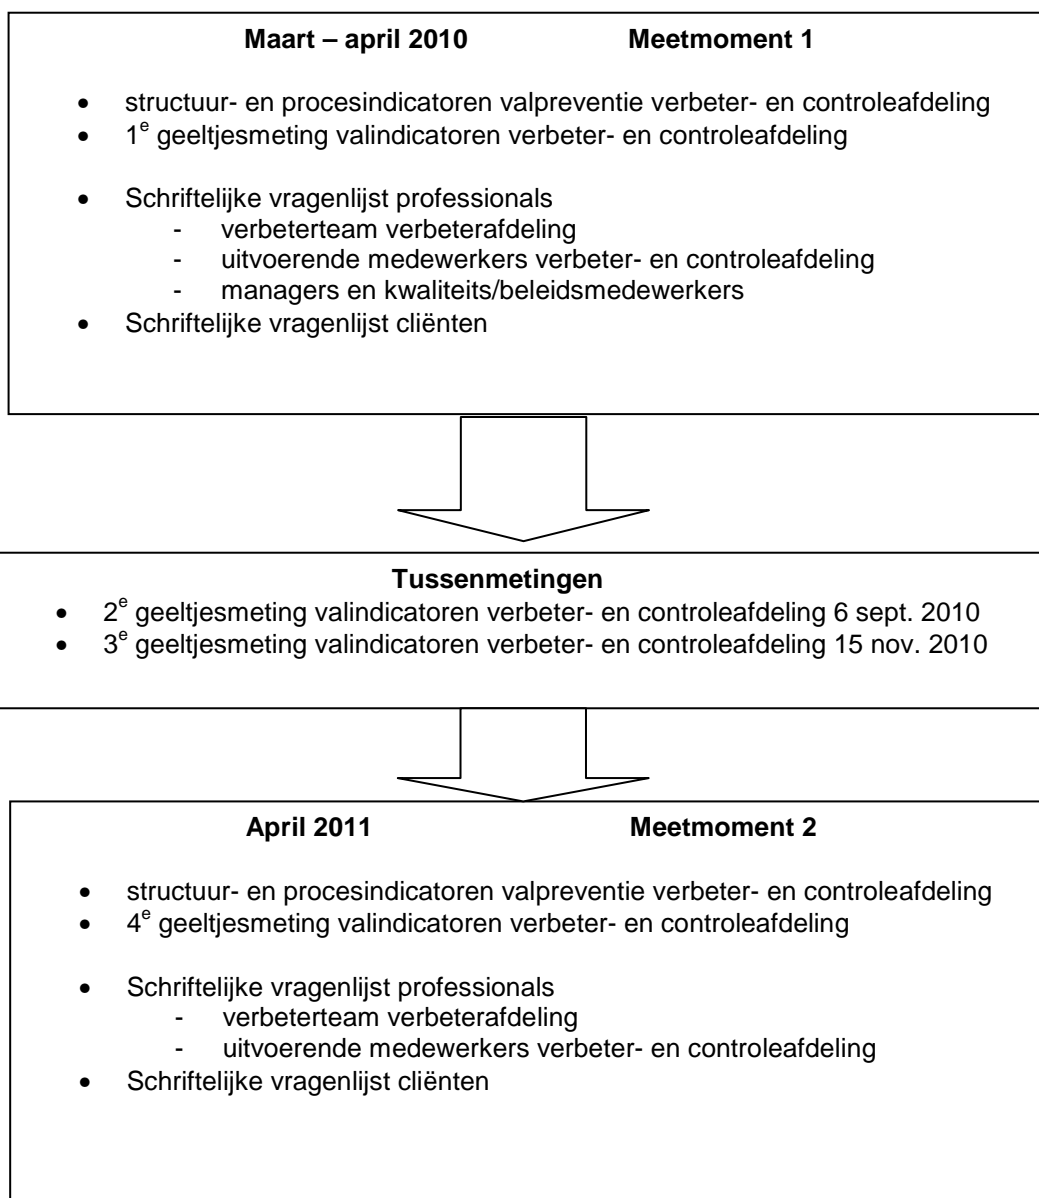 Maart – april 2010 Meetmoment 1
• structuur- en procesindicatoren valpreventie verbeter- en controleafdeling
• 1e geeltjesmeting valindicatoren verbeter- en controleafdeling
• Schriftelijke vragenlijst professionals
- verbeterteam verbeterafdeling
- uitvoerende medewerkers verbeter- en controleafdeling
- managers en kwaliteits/beleidsmedewerkers
• Schriftelijke vragenlijst cliënten
Tussenmetingen
• 2e geeltjesmeting valindicatoren verbeter- en controleafdeling 6 sept. 2010
• 3e geeltjesmeting valindicatoren verbeter- en controleafdeling 15 nov. 2010
April 2011 Meetmoment 2
• structuur- en procesindicatoren valpreventie verbeter- en controleafdeling
• 4e geeltjesmeting valindicatoren verbeter- en controleafdeling
• Schriftelijke vragenlijst professionals
- verbeterteam verbeterafdeling
- uitvoerende medewerkers verbeter- en controleafdeling
• Schriftelijke vragenlijst cliënten